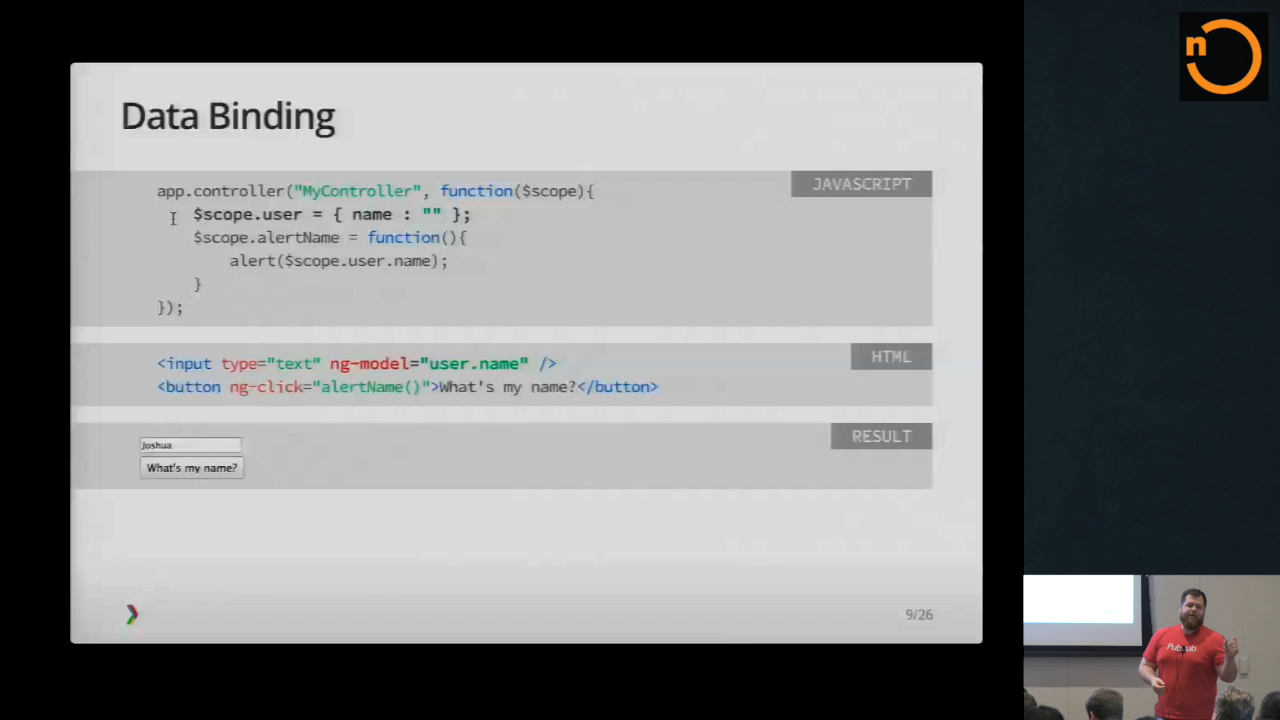 n
Data Binding
JAVASCRIPT
app.controller("MyController", function($scope){
$scope.user = { name : "" };
$scope.alertName = function(){
alert($scope.user.name);
}
});
HTML
<input type="text" ng-model="user.name" />
<button ng-click="alertName()">What's my name?</button>
RESULT
Joshua
What's my name?
9/26
PubNub